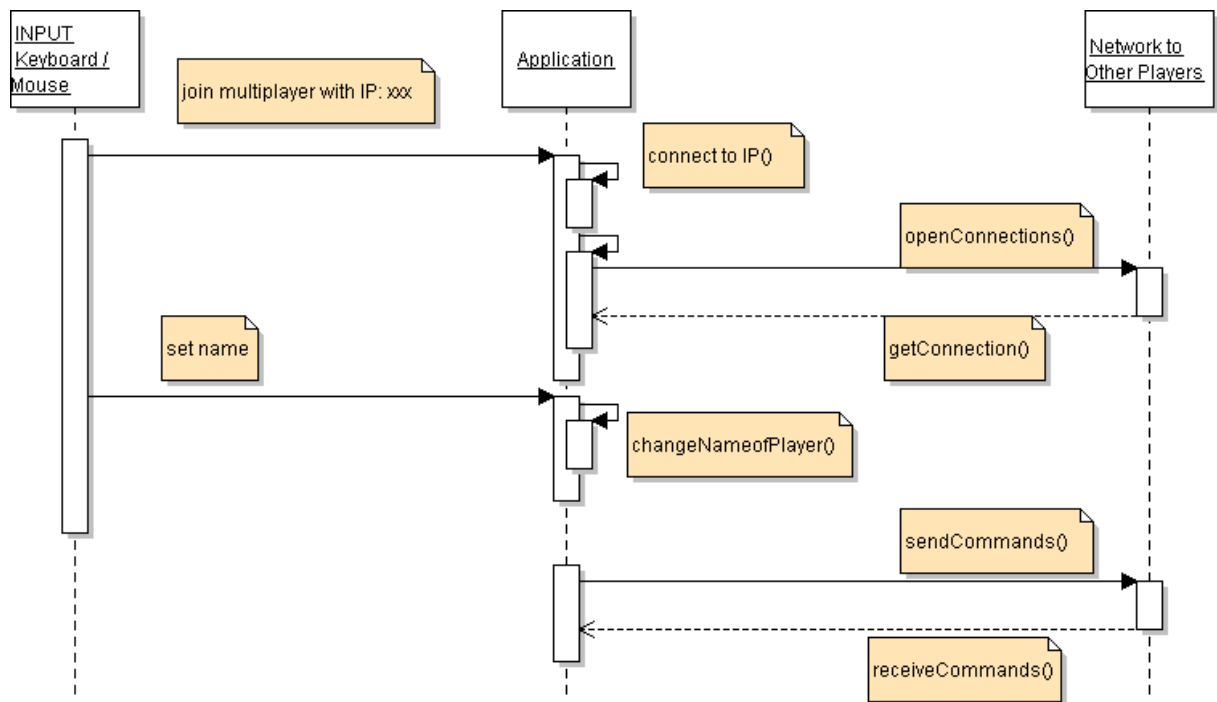 INPUT
Keyboard /
Mouse
Application
Network to
Other Players
join multiplayer with IP: xxx
connect to IP()
openConnections()
getConnection()
set name
changeNameofPlayer()
sendCommands()
receiveCommands()